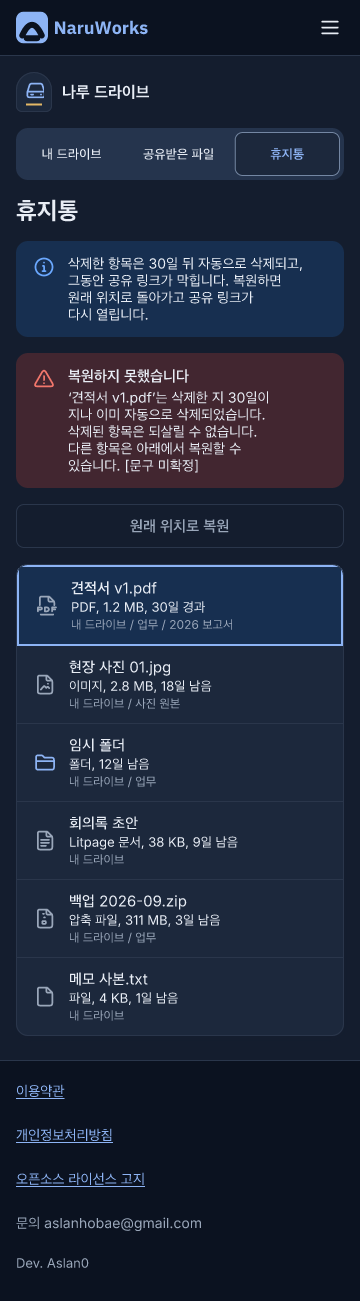 NaruWorks
나루 드라이브
내 드라이브
공유받은 파일
휴지통
휴지통
삭제한 항목은 30일 뒤 자동으로 삭제되고,
그동안 공유 링크가 막힙니다. 복원하면
원래 위치로 돌아가고 공유 링크가
다시 열립니다.
복원하지 못했습니다
‘견적서 v1.pdf’는 삭제한 지 30일이
지나 이미 자동으로 삭제되었습니다.
삭제된 항목은 되살릴 수 없습니다.
다른 항목은 아래에서 복원할 수
있습니다. [문구 미확정]
원래 위치로 복원
PDF
견적서 v1.pdf
PDF, 1.2 MB, 30일 경과
내 드라이브 / 업무 / 2026 보고서
현장 사진 01.jpg
이미지, 2.8 MB, 18일 남음
내 드라이브 / 사진 원본
임시 폴더
폴더, 12일 남음
내 드라이브 / 업무
회의록 초안
Litpage 문서, 38 KB, 9일 남음
내 드라이브
백업 2026-09.zip
압축 파일, 311 MB, 3일 남음
내 드라이브 / 업무
메모 사본.txt
파일, 4 KB, 1일 남음
내 드라이브
이용약관
개인정보처리방침
오픈소스 라이선스 고지
문의 aslanhobae@gmail.com
Dev. Aslan0